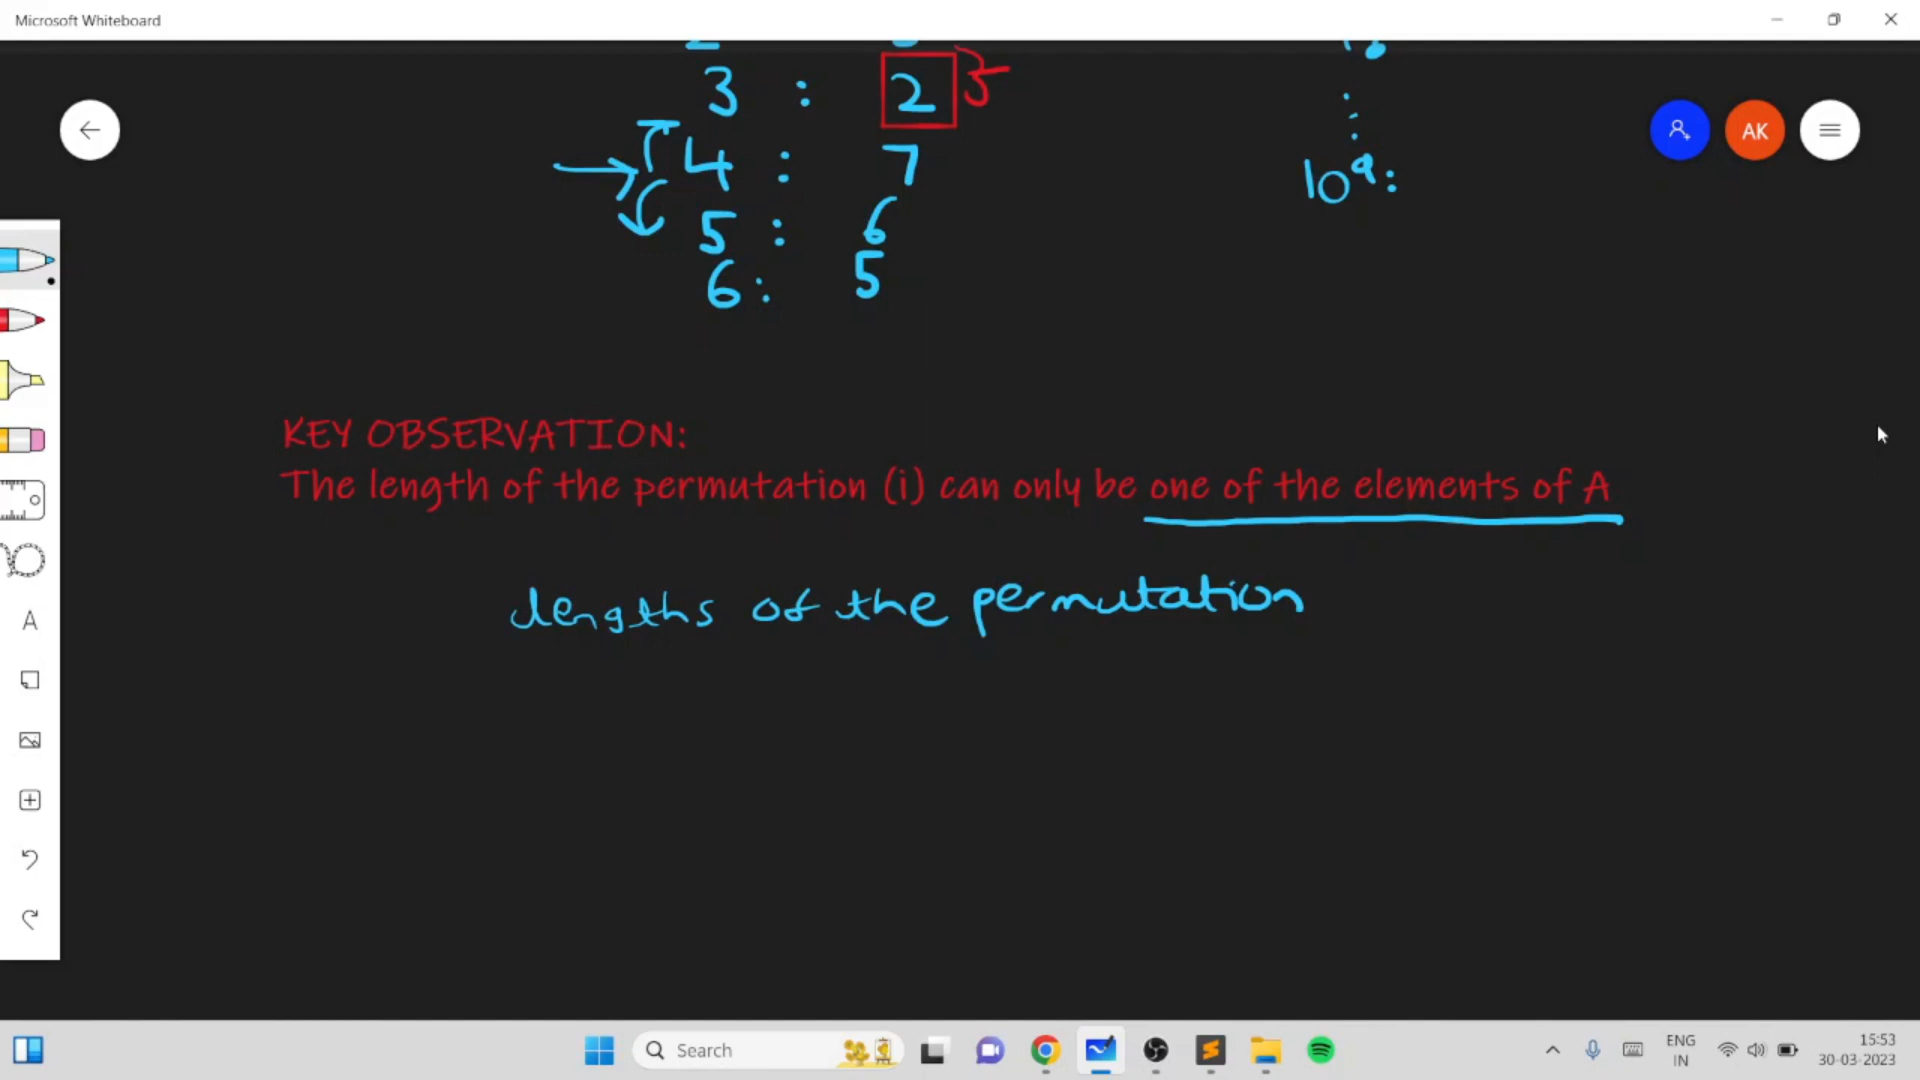 Microsoft Whiteboard
3 : 2 3
4 : 7
5 : 6
6 : 5
10⁹ :
AK
KEY OBSERVATION:
The length of the permutation (i) can only be one of the elements of A
lengths of the permutation
A
Search
ENG
IN
15:53
30-03-2023